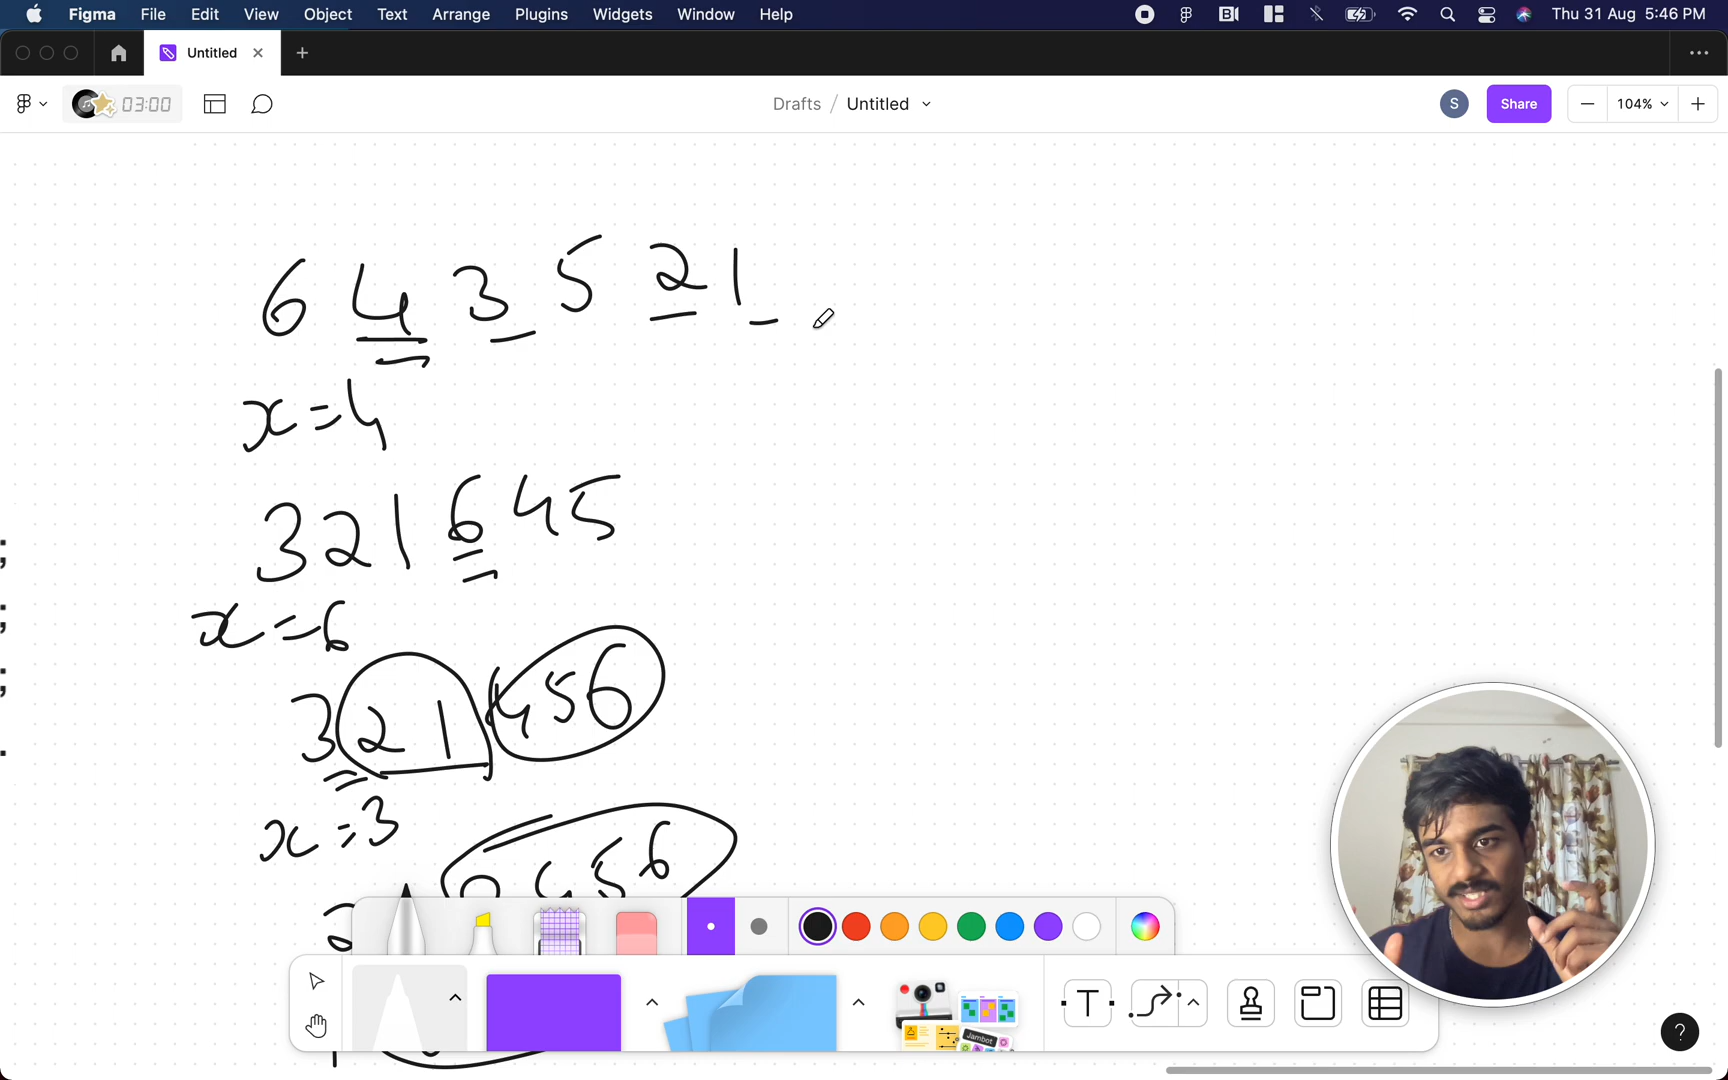 Figma File Edit View Object Text Arrange Plugins Widgets Window Help Thu 31 Aug 5:46 PM
Untitled
03:00 Drafts / Untitled S Share 104%
6 4 3 5 2 1
x=4
3 2 1 6 4 5
x=6
3 2 1 4 5 6
x=3
4 5 6
;
;
;
.
T
Jambot
?